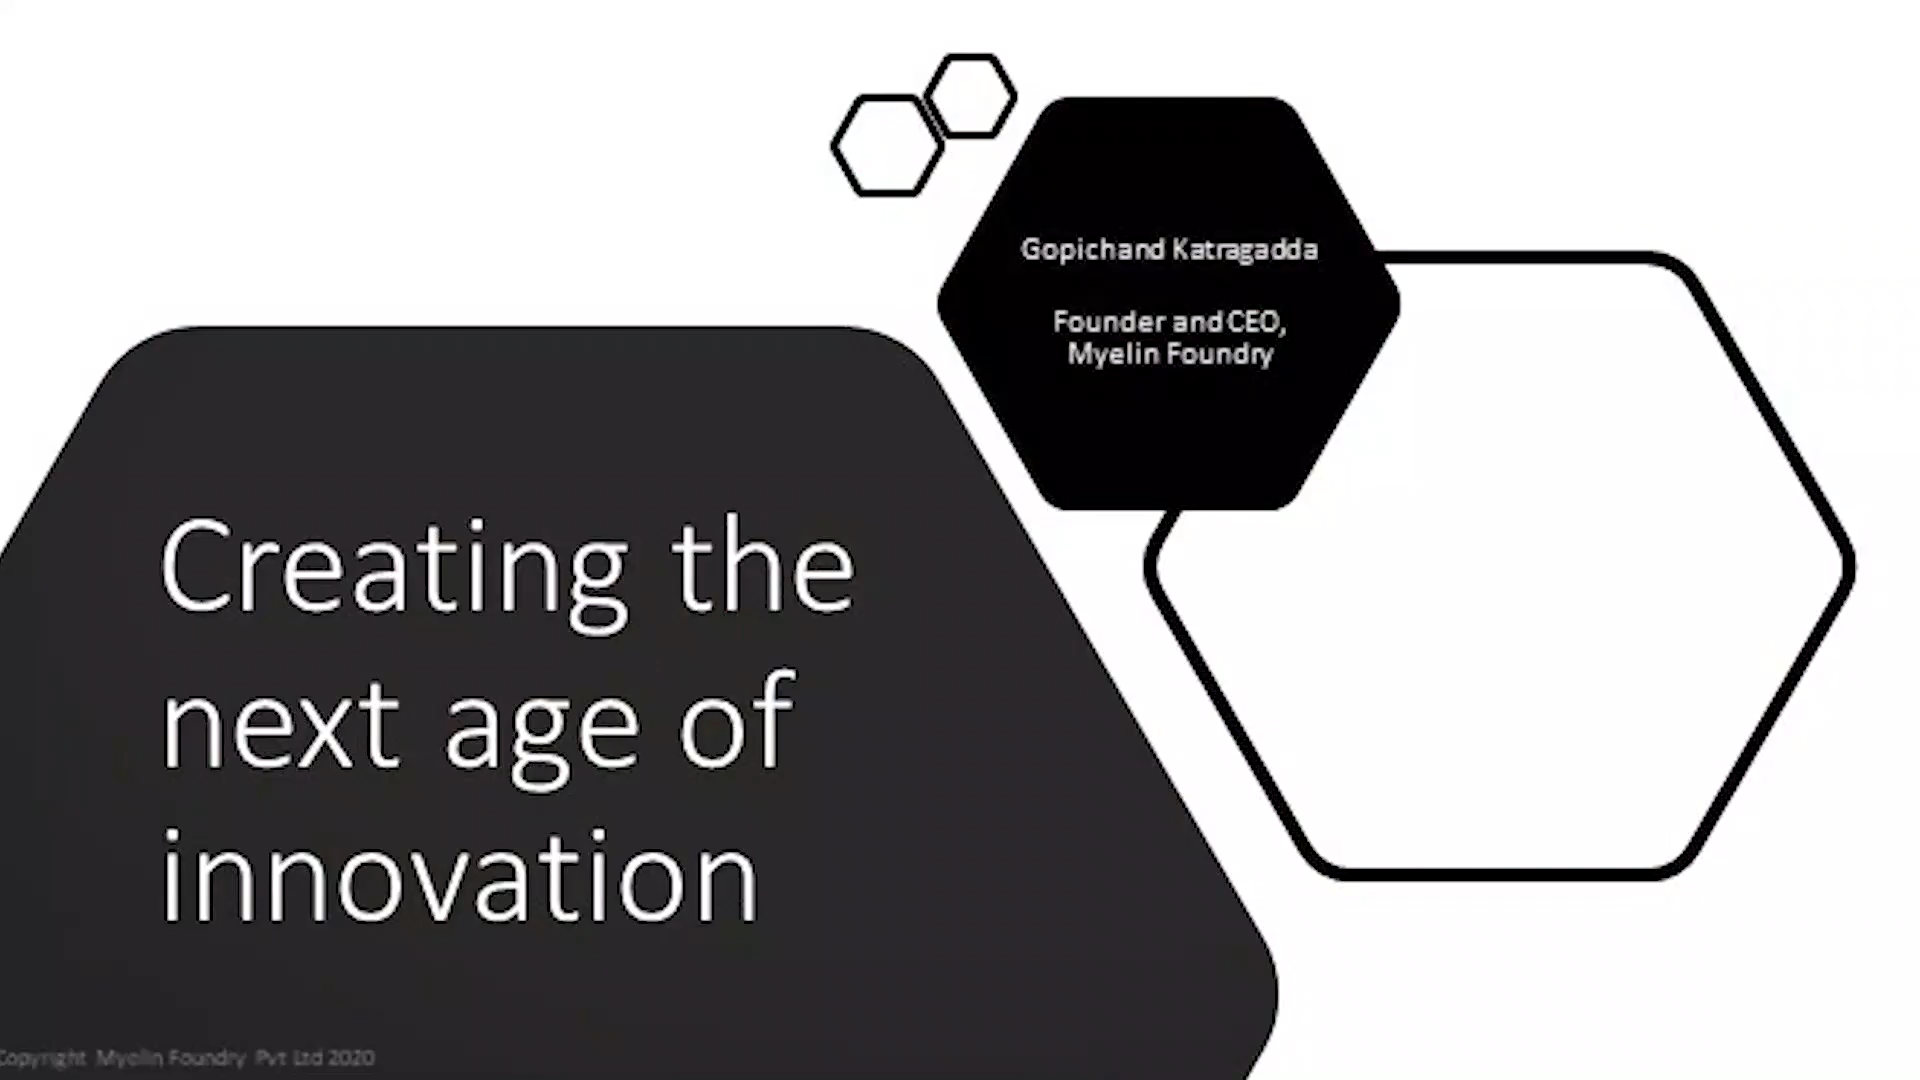 Gopichand Katragadda
Founder and CEO,
Myelin Foundry
Creating the
next age of
innovation
Copyright Myelin Foundry Pvt Ltd 2020